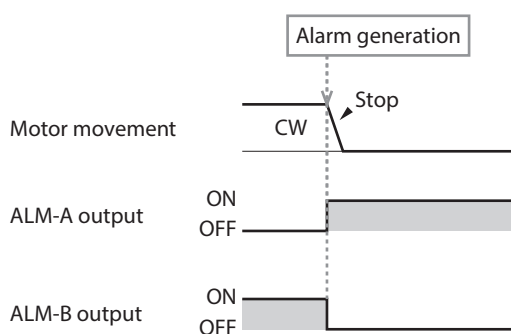 Alarm generation
Stop
Motor movement
CW
ON
ALM-A output
OFF
ON
ALM-B output
OFF